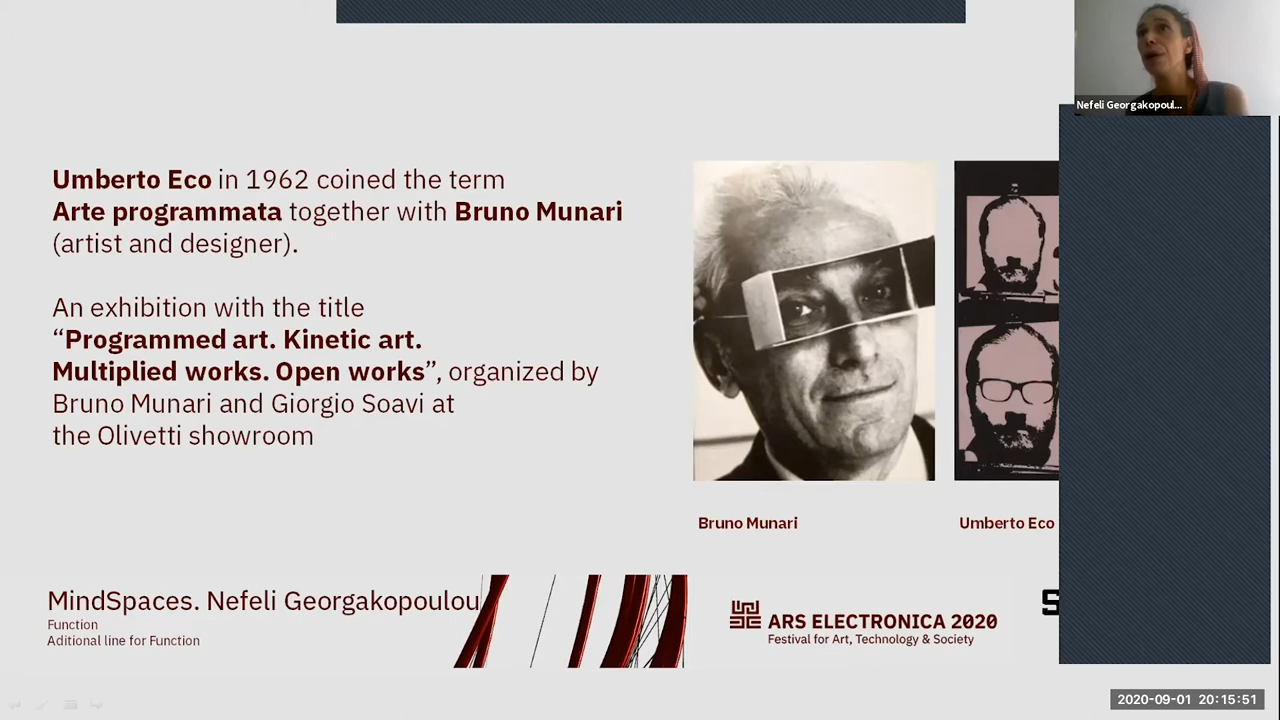 Nefeli Georgakopoul...
Umberto Eco in 1962 coined the term
Arte programmata together with Bruno Munari
(artist and designer).
An exhibition with the title
“Programmed art. Kinetic art.
Multiplied works. Open works”, organized by
Bruno Munari and Giorgio Soavi at
the Olivetti showroom
Bruno Munari
Umberto Eco
MindSpaces. Nefeli Georgakopoulou
Function
Aditional line for Function
ARS ELECTRONICA 2020
Festival for Art, Technology & Society
S
2020-09-01 20:15:51